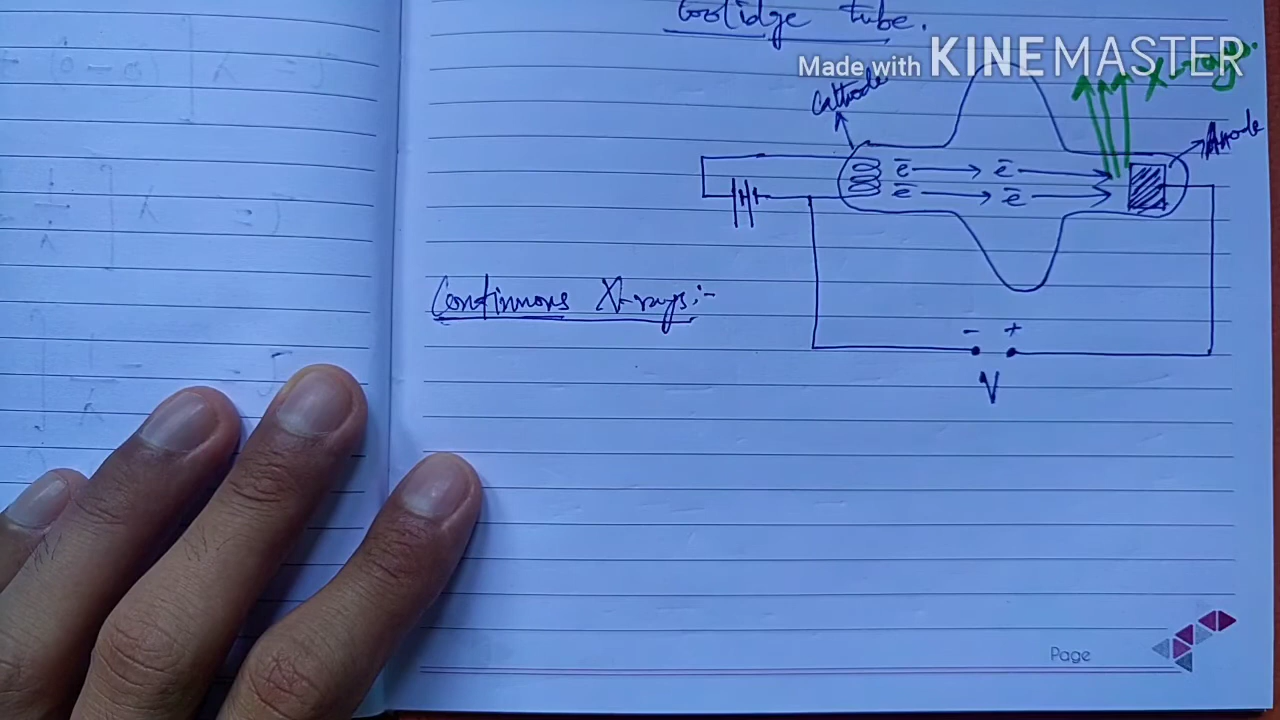 Coolidge tube.
Made with KINEMASTER
X-rays.
Cathode
Anode
e̅ e̅
e̅ e̅
Continuous X-rays:-
- +
V
Page